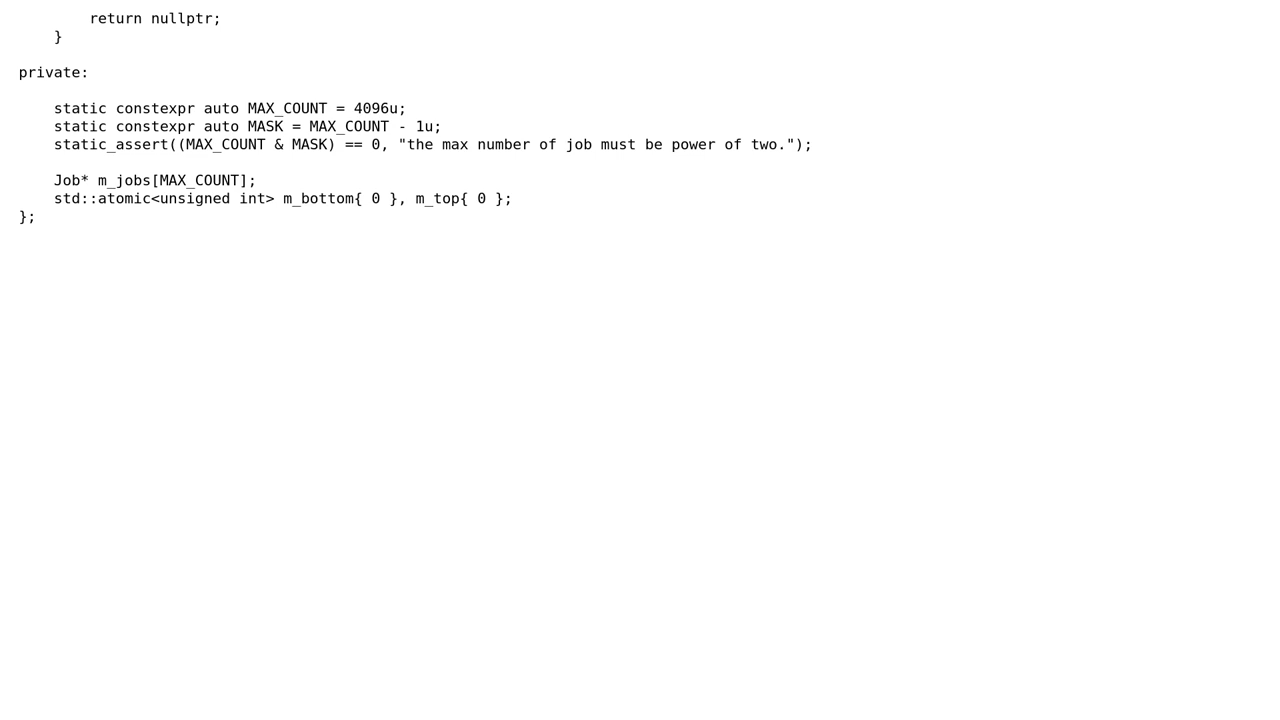 return nullptr;
    }

private:

    static constexpr auto MAX_COUNT = 4096u;
    static constexpr auto MASK = MAX_COUNT - 1u;
    static_assert((MAX_COUNT & MASK) == 0, "the max number of job must be power of two.");

    Job* m_jobs[MAX_COUNT];
    std::atomic<unsigned int> m_bottom{ 0 }, m_top{ 0 };
};